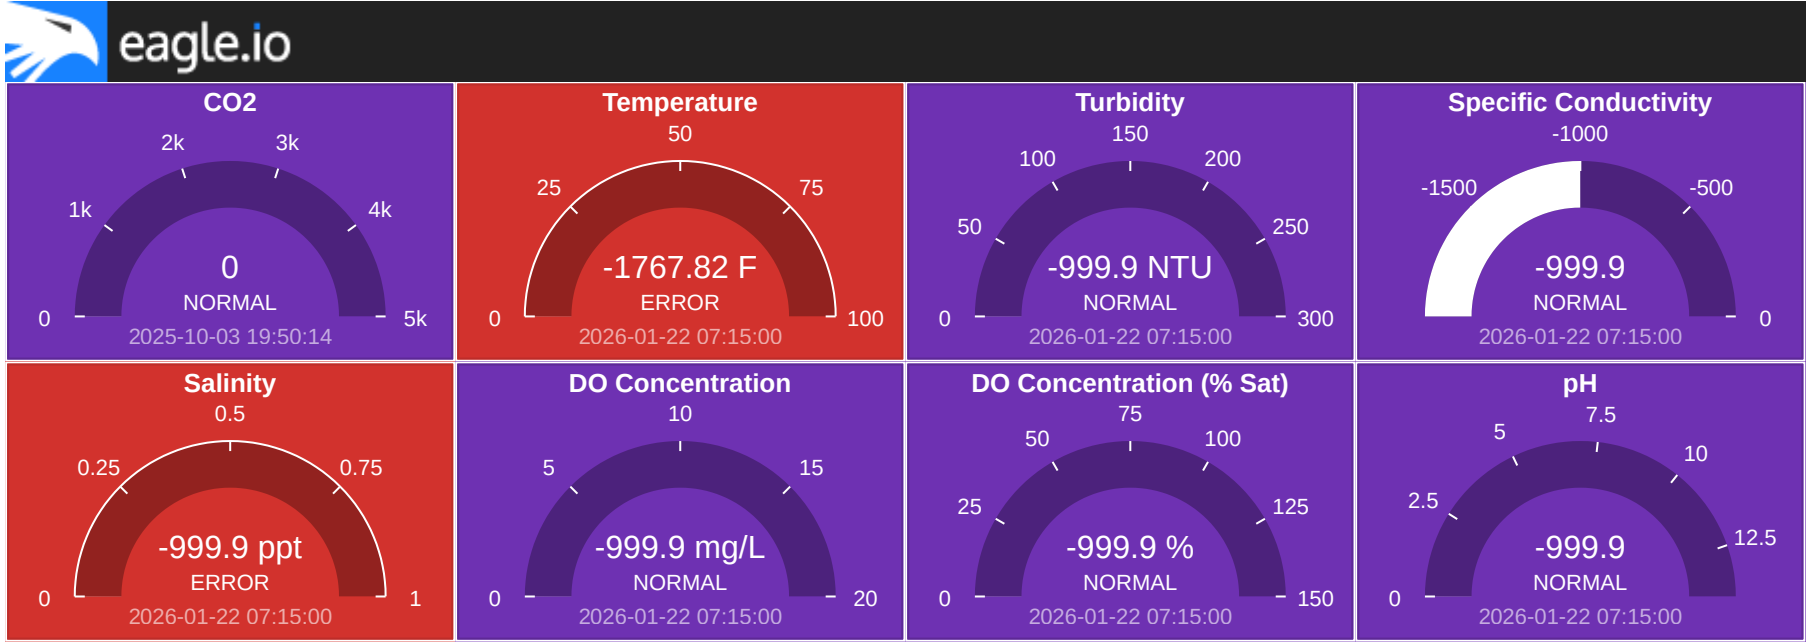 eagle.io
CO2
0
1k
2k
3k
4k
5k
0
NORMAL
2025-10-03 19:50:14
Temperature
0
25
50
75
100
-1767.82 F
ERROR
2026-01-22 07:15:00
Turbidity
0
50
100
150
200
250
300
-999.9 NTU
NORMAL
2026-01-22 07:15:00
Specific Conductivity
-1500
-1000
-500
0
-999.9
NORMAL
2026-01-22 07:15:00
Salinity
0
0.25
0.5
0.75
1
-999.9 ppt
ERROR
2026-01-22 07:15:00
DO Concentration
0
5
10
15
20
-999.9 mg/L
NORMAL
2026-01-22 07:15:00
DO Concentration (% Sat)
0
25
50
75
100
125
150
-999.9 %
NORMAL
2026-01-22 07:15:00
pH
0
2.5
5
7.5
10
12.5
-999.9
NORMAL
2026-01-22 07:15:00